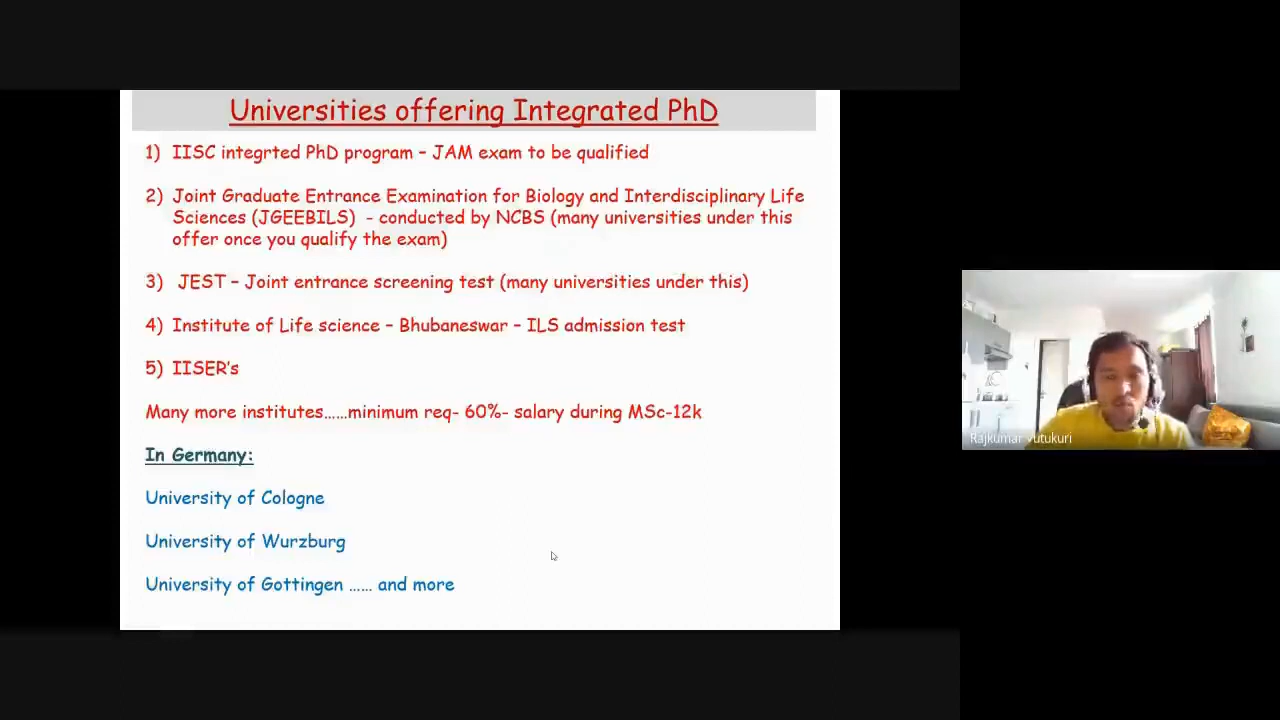 Universities offering Integrated PhD
1) IISC integrted PhD program – JAM exam to be qualified
2) Joint Graduate Entrance Examination for Biology and Interdisciplinary Life
Sciences (JGEEBILS) - conducted by NCBS (many universities under this
offer once you qualify the exam)
3) JEST – Joint entrance screening test (many universities under this)
4) Institute of Life science – Bhubaneswar – ILS admission test
5) IISER's
Many more institutes……minimum req- 60%- salary during MSc-12k
In Germany:
University of Cologne
University of Wurzburg
University of Gottingen …… and more
Rajkumar Vutukuri